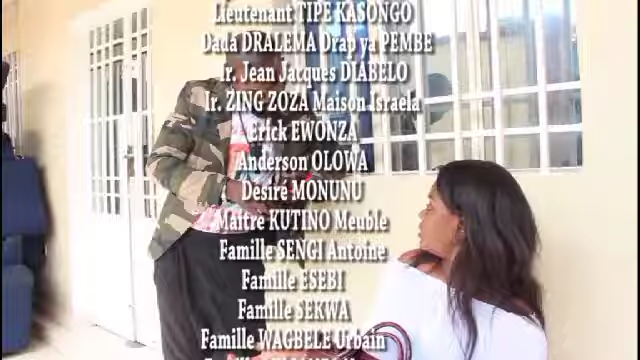 Lieutenant TIPE KASONGO
Dada DRALEMA Drap ya PEMBE
Ir. Jean Jacques DIABELO
Ir. ZING ZOZA Maison Israela
Erick EWONZA
Anderson OLOWA
Desiré MONUNU
Maitre KUTINO Meuble
Famille SENGI Antoine
Famille ESEBI
Famille SEKWA
Famille WAGBELE Urbain